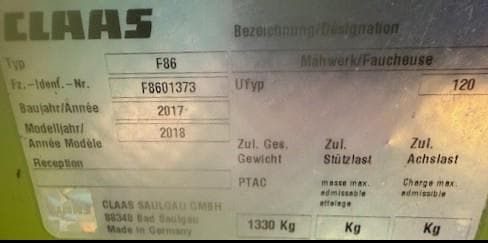 CLAAS
Bezeichnung/Désignation
Typ F86 Mähwerk/Faucheuse
Fz.-Ident.-Nr. F8601373 Ufyp 120
Baujahr/Année 2017
Modelljahr/
Année Modèle 2018
Zul. Ges. Zul. Zul.
Gewicht Stützlast Achslast
Reception
PTAC masse max. Charge max.
admissible admissible
attelage
CLAAS SAULGAU GMBH
88348 Bad Saulgau
Made in Germany
1330 Kg Kg Kg
CLAAS